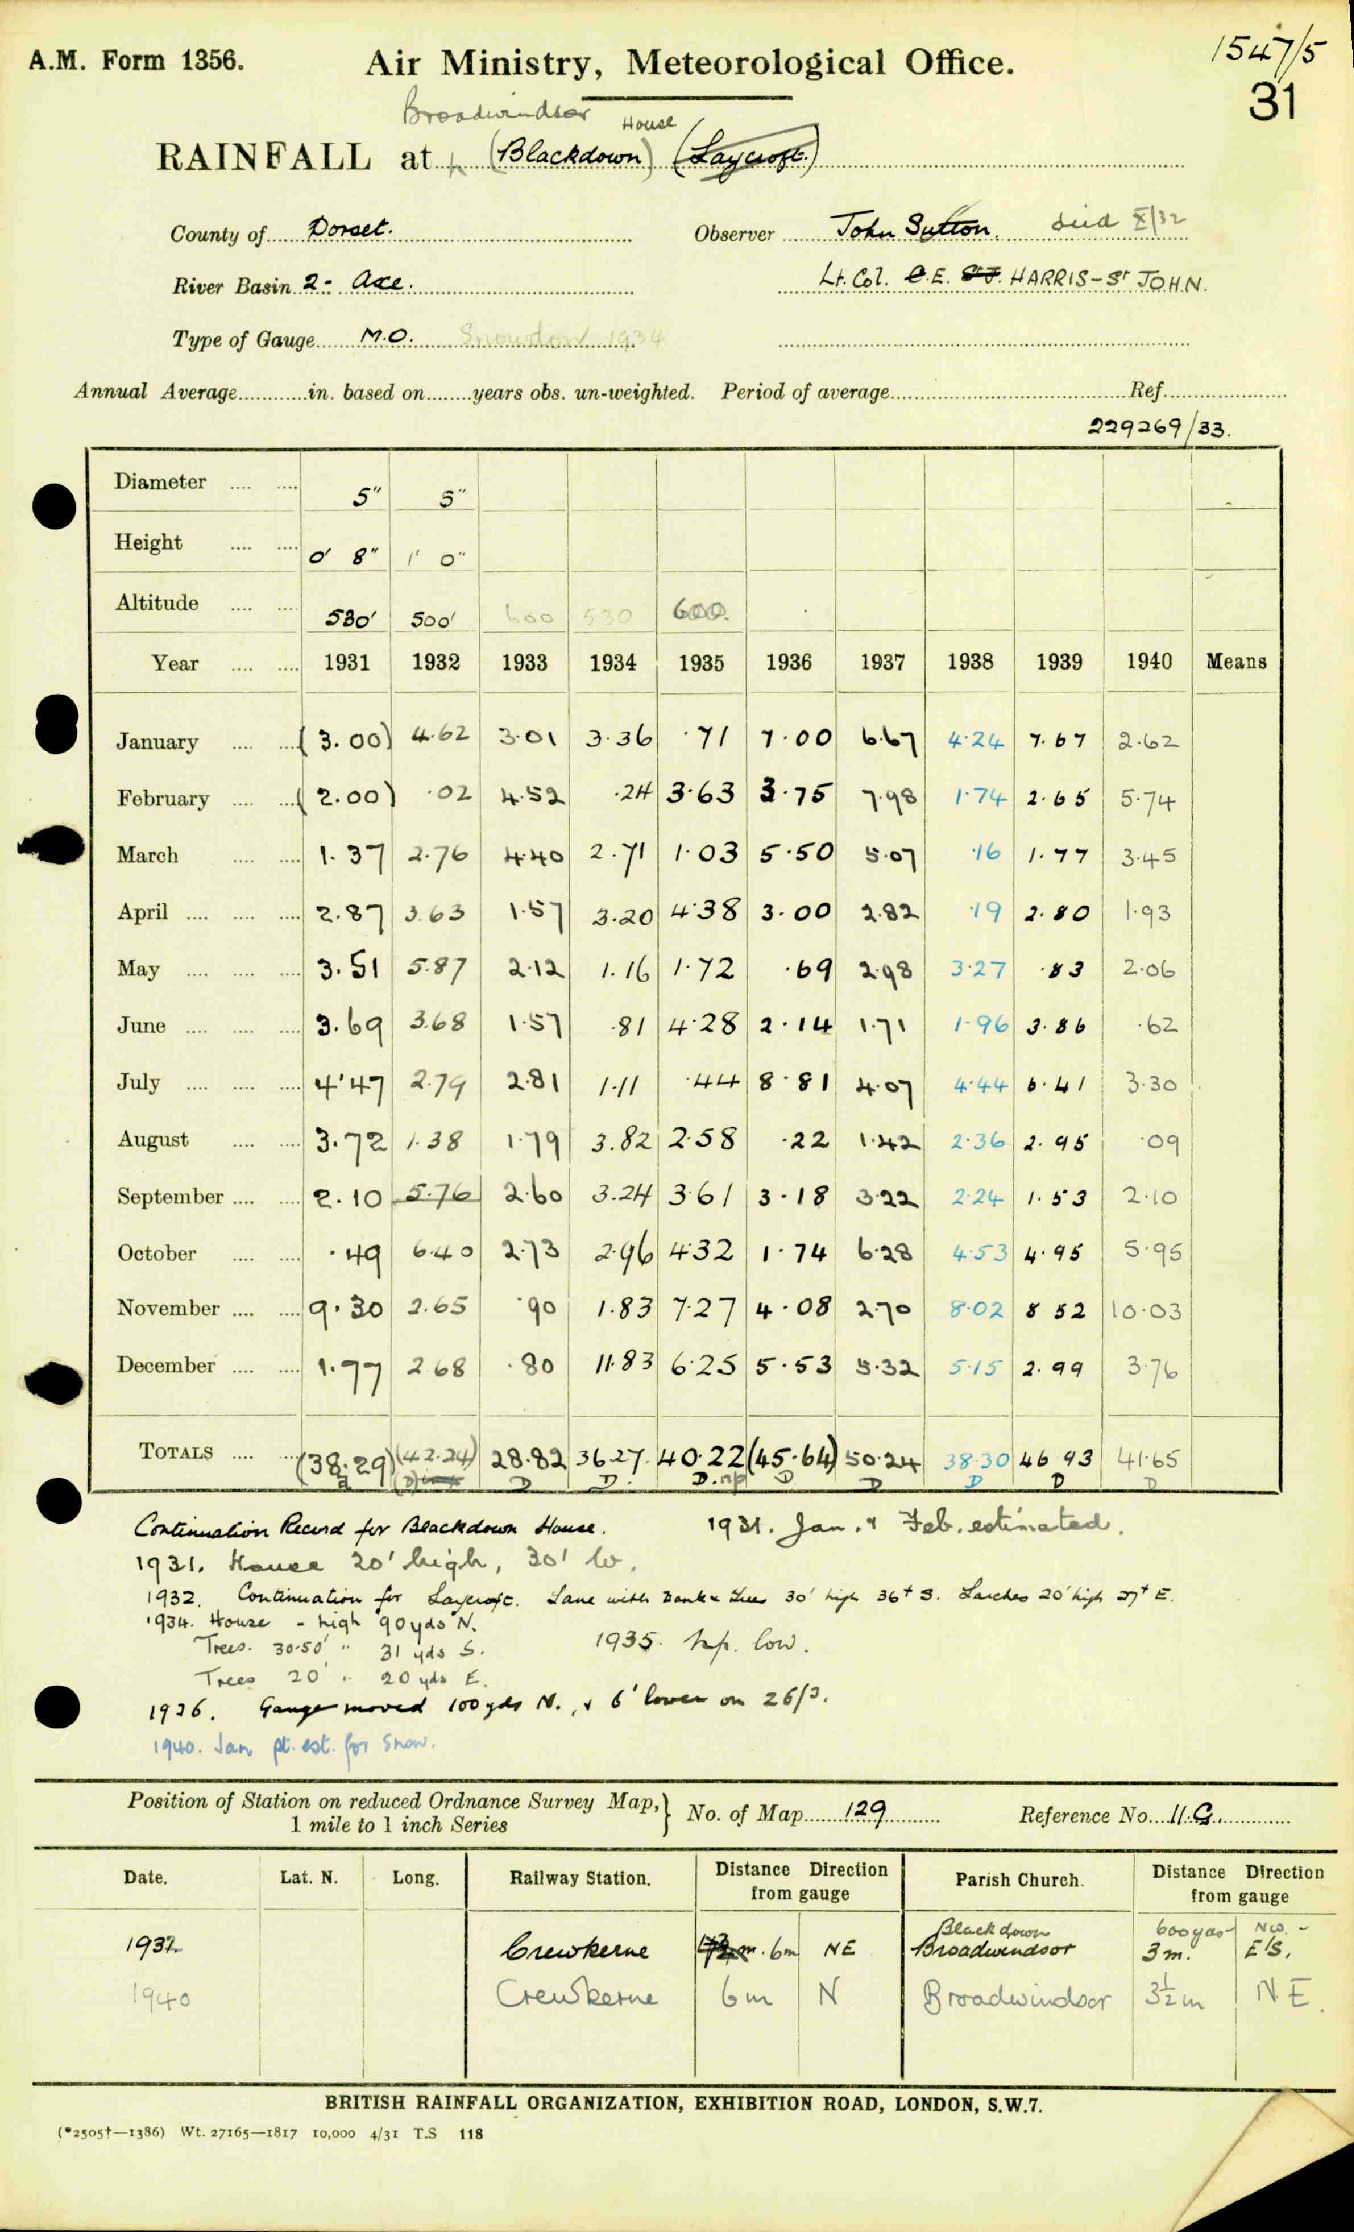 1547/5
A.M. Form 1356. Air Ministry, Meteorological Office. 31
Broadwindsor House
RAINFALL at (Blackdown) (Laycroft.)
County of Dorset. Observer John Sutton. died X/32
River Basin 2- Axe. Lt. Col. C.E. St J. HARRIS-St JOHN.
Type of Gauge M.O. Snowdon 1934
Annual Average in. based on years obs. un-weighted. Period of average Ref.
229269/33.
Diameter 5" 5"
Height 0' 8" 1' 0"
Altitude 530' 500' 600 530 600
Year 1931 1932 1933 1934 1935 1936 1937 1938 1939 1940 Means
January (3.00) 4.62 3.01 3.36 .71 7.00 6.67 4.24 7.67 2.62
February (2.00) .02 4.52 .24 3.63 3.75 7.98 1.74 2.65 5.74
March 1.37 2.76 4.40 2.71 1.03 5.50 5.07 .16 1.77 3.45
April 2.87 3.63 1.57 3.20 4.38 3.00 2.82 .19 2.80 1.93
May 3.51 5.87 2.12 1.16 1.72 .69 2.98 3.27 .83 2.06
June 3.69 3.68 1.57 .81 4.28 2.14 1.71 1.96 3.86 .62
July 4.47 2.79 2.81 1.11 .44 8.81 4.07 4.44 6.41 3.30
August 3.72 1.38 1.79 3.82 2.58 .22 1.42 2.36 2.95 .09
September 2.10 5.76 2.60 3.24 3.61 3.18 3.22 2.24 1.53 2.10
October .49 6.40 2.73 2.96 4.32 1.74 6.28 4.53 4.95 5.95
November 9.30 2.65 .90 1.83 7.27 4.08 2.70 8.02 8 52 10.03
December 1.77 2.68 .80 11.83 6.25 5.53 5.32 5.15 2.99 3.76
TOTALS (38.29) (42.24) 28.82 36.27. 40.22 (45.64) 50.24 38.30 46 93 41.65
a (D) D D. D. np D D D D D
Continuation Record for Blackdown House. 1931. Jan. & Feb. estimated.
1931. House 20' high, 30' W.
1932. Continuation for Laycroft. Lane with Bank & Trees 30' high 36+ S. Larches 20' high 27+ E.
1934. House - high 90yds N.
Trees. 30-50' " 31 yds S. 1935. n.p. low.
Trees 20' " 20 yds E.
1936. Gauge moved 100yds N., & 6' lower on 26/3.
1940. Jan pt. est. for snow.
Position of Station on reduced Ordnance Survey Map, 1 mile to 1 inch Series } No. of Map 129 Reference No. 11.G.
Date. Lat. N. Long. Railway Station. Distance Direction from gauge Parish Church. Distance Direction from gauge
Blackdown 600 yds NW. -
1932 Crewkerne 6m NE Broadwindsor 3 m. E'S,
1940 Crewkerne 6m N Broadwindsor 3½m NE.
BRITISH RAINFALL ORGANIZATION, EXHIBITION ROAD, LONDON, S.W.7.
(*2505†—1386) Wt. 27165—1817 10,000 4/31 T.S 118